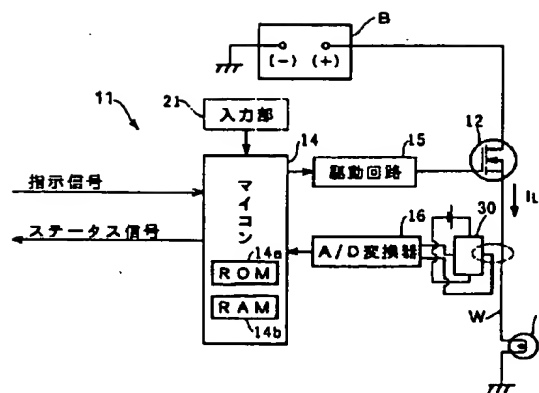 B
(-) (+)
11
21
入力部
14
15
12
指示信号
駆動回路
IL
マイコン
16
30
ステータス信号
A/D変換器
14a
ROM
RAM
14b
W